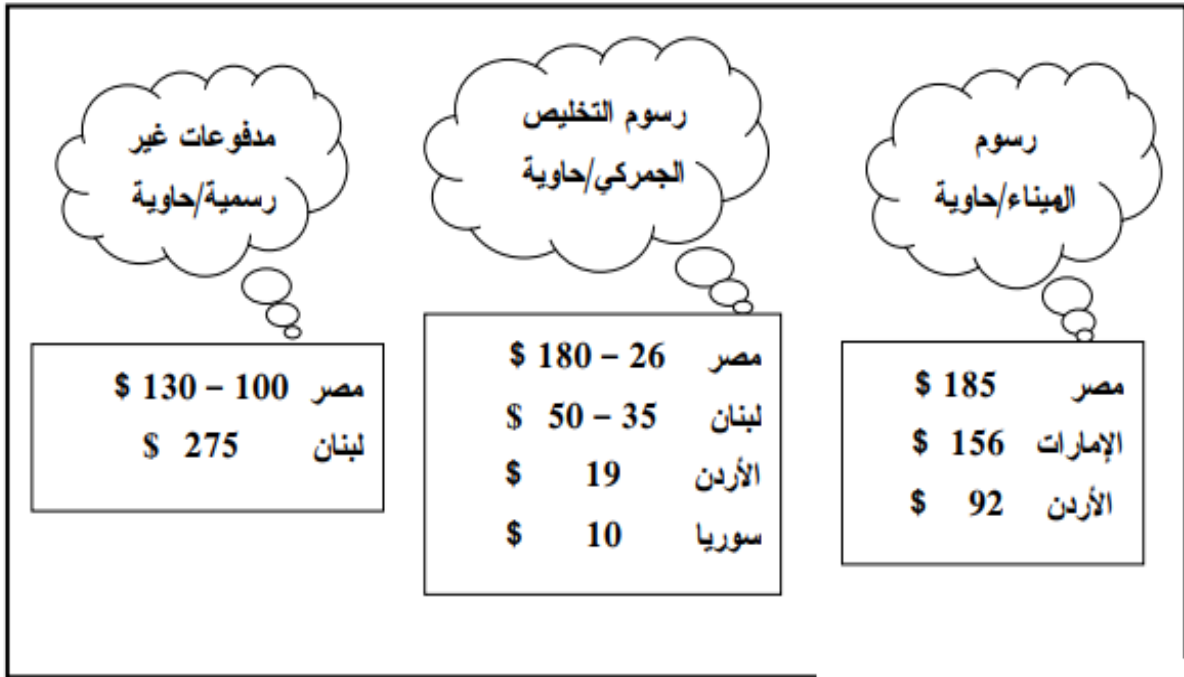 رسوم
الميناء/حاوية
مصر 185 $
الإمارات 156 $
الأردن 92 $
رسوم التخليص
الجمركي/حاوية
مصر 26 – 180 $
لبنان 35 – 50 $
الأردن 19 $
سوريا 10 $
مدفوعات غير
رسمية/حاوية
مصر 100 – 130 $
لبنان 275 $